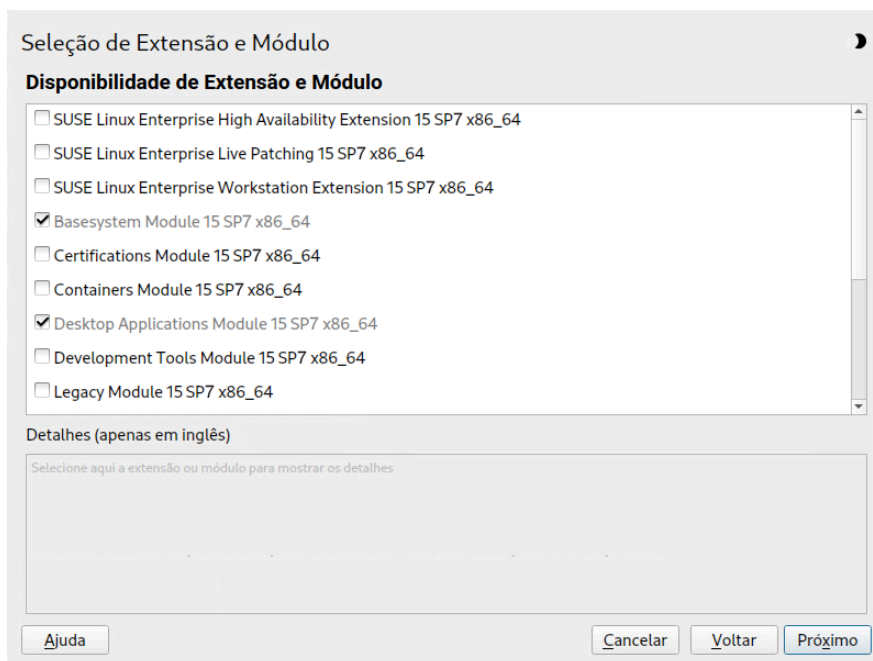 Seleção de Extensão e Módulo
Disponibilidade de Extensão e Módulo
SUSE Linux Enterprise High Availability Extension 15 SP7 x86_64
SUSE Linux Enterprise Live Patching 15 SP7 x86_64
SUSE Linux Enterprise Workstation Extension 15 SP7 x86_64
Basesystem Module 15 SP7 x86_64
Certifications Module 15 SP7 x86_64
Containers Module 15 SP7 x86_64
Desktop Applications Module 15 SP7 x86_64
Development Tools Module 15 SP7 x86_64
Legacy Module 15 SP7 x86_64
Detalhes (apenas em inglês)
Selecione aqui a extensão ou módulo para mostrar os detalhes
Ajuda Cancelar Voltar Próximo